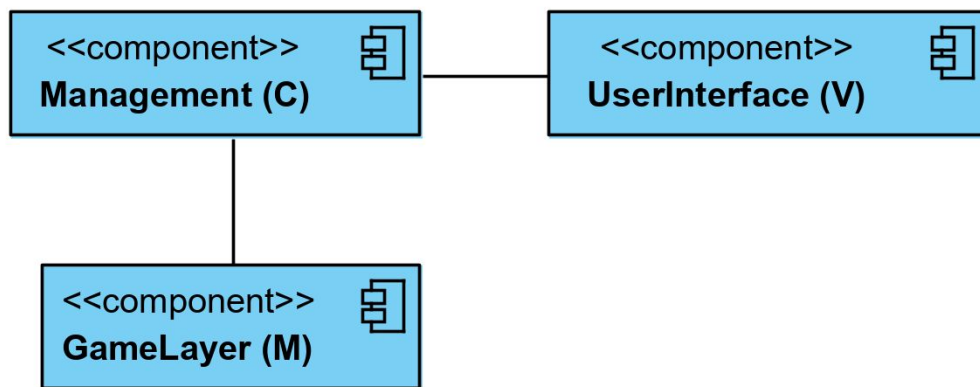 <<component>>
Management (C)
<<component>>
UserInterface (V)
<<component>>
GameLayer (M)